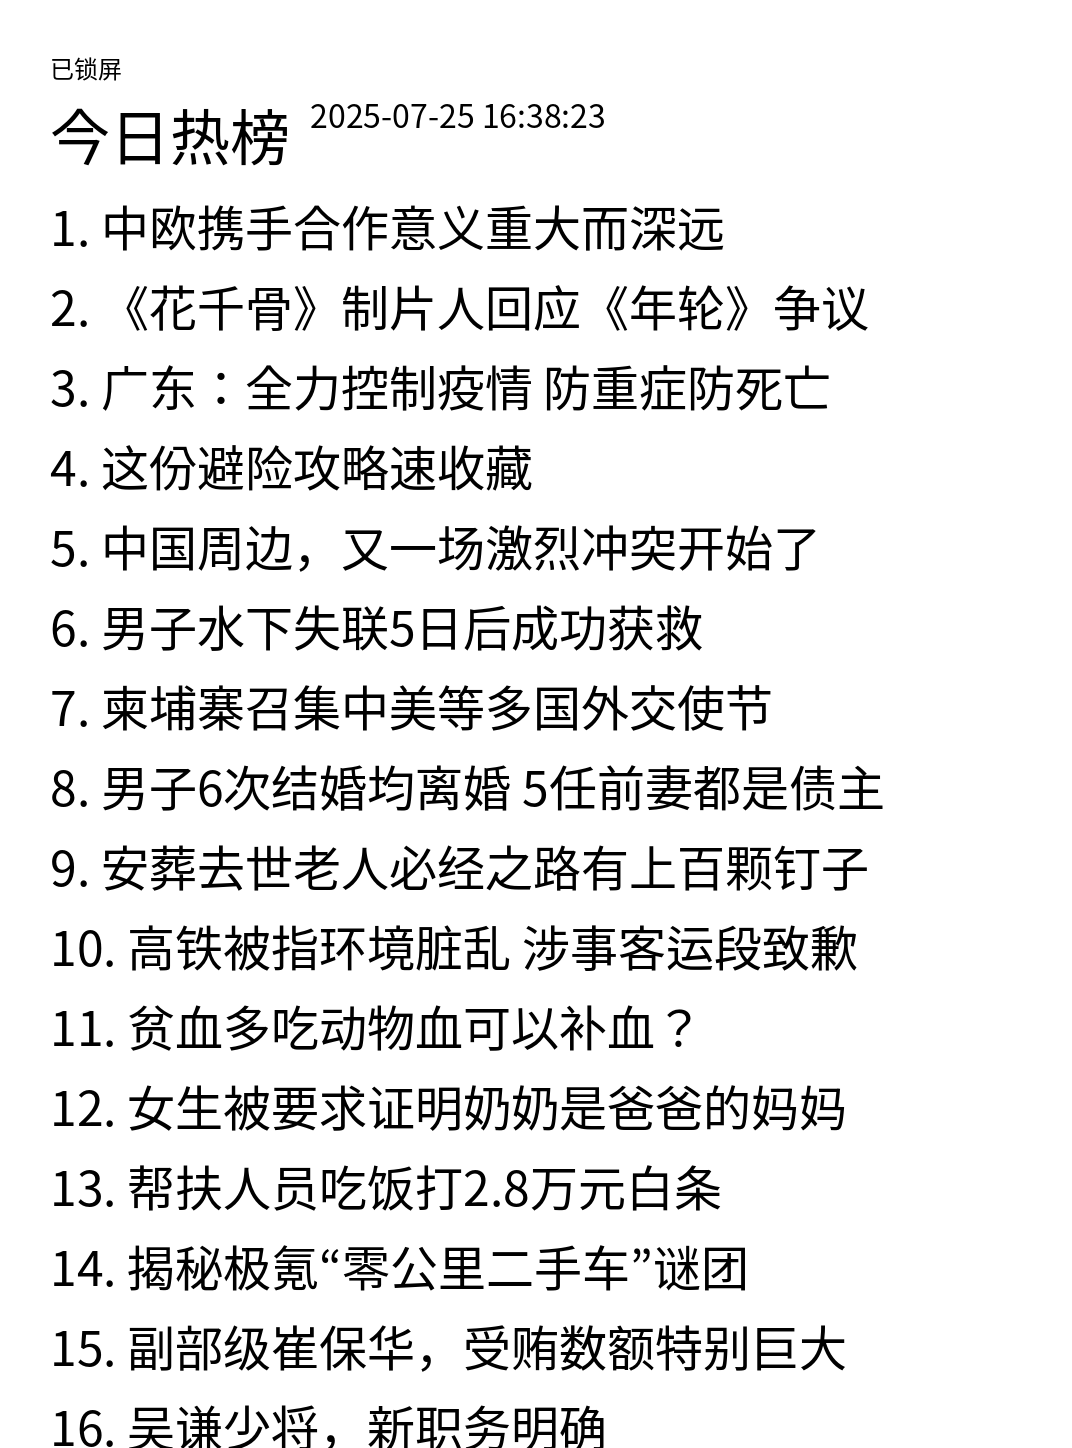 已锁屏
今日热榜 2025-07-25 16:38:23
1. 中欧携手合作意义重大而深远
2. 《花千骨》制片人回应《年轮》争议
3. 广东：全力控制疫情 防重症防死亡
4. 这份避险攻略速收藏
5. 中国周边，又一场激烈冲突开始了
6. 男子水下失联5日后成功获救
7. 柬埔寨召集中美等多国外交使节
8. 男子6次结婚均离婚 5任前妻都是债主
9. 安葬去世老人必经之路有上百颗钉子
10. 高铁被指环境脏乱 涉事客运段致歉
11. 贫血多吃动物血可以补血？
12. 女生被要求证明奶奶是爸爸的妈妈
13. 帮扶人员吃饭打2.8万元白条
14. 揭秘极氪“零公里二手车”谜团
15. 副部级崔保华，受贿数额特别巨大
16. 吴谦少将，新职务明确